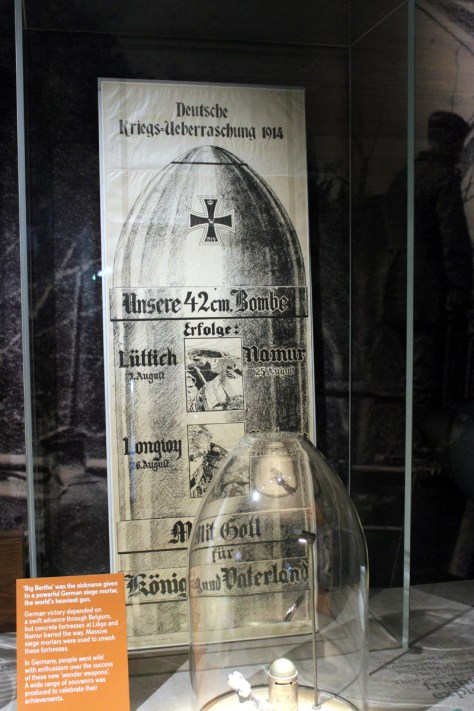 Deutsche
Kriegs-Ueberraschung 1914
Unsere 42cm. Bombe
Erfolge:
Lüttich
7. August
Namur
25. August
Longwy
26. August
Mit Gott
für
König und Vaterland
'Big Bertha' was the nickname given
to a powerful German siege mortar,
the world's heaviest gun.
German victory depended on
a swift advance through Belgium,
but concrete fortresses at Liège and
Namur barred the way. Massive
siege mortars were used to smash
these fortresses.
In Germany, people went wild
with enthusiasm over the success
of these new 'wonder weapons'.
A wide range of souvenirs was
produced to celebrate their
achievements.